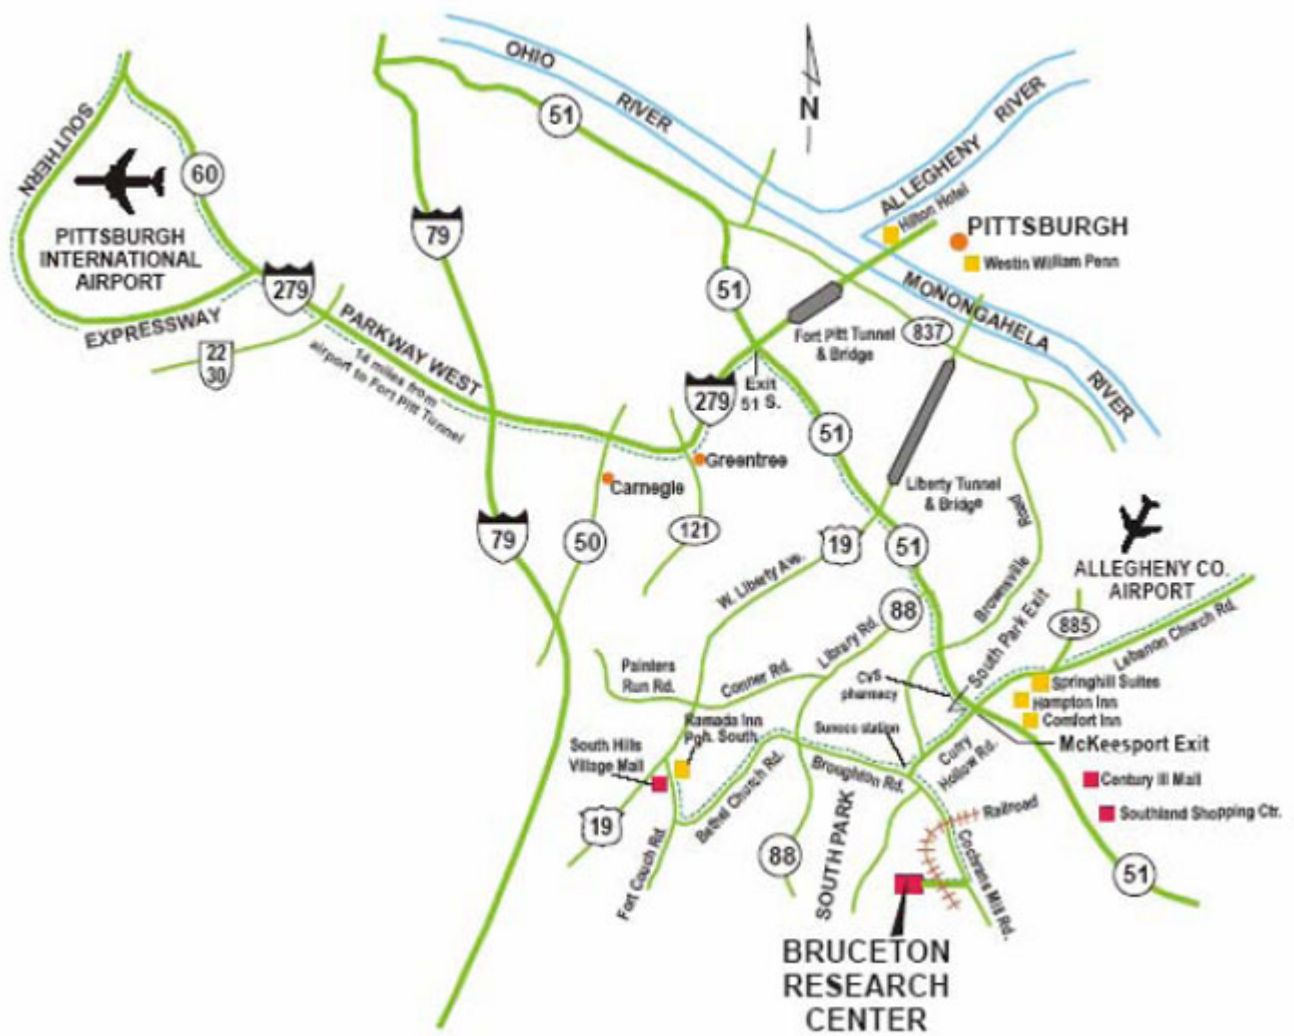 OHIO
RIVER
ALLEGHENY
RIVER
N
51
SOUTHERN
60
PITTSBURGH
INTERNATIONAL
AIRPORT
EXPRESSWAY
79
279
22
30
PARKWAY WEST
14 miles from
airport to Fort Pitt Tunnel
Hilton Hotel
PITTSBURGH
Westin William Penn
MONONGAHELA
RIVER
51
837
Fort Pitt Tunnel
& Bridge
Exit
51 S.
279
51
Greentree
Carnegie
Liberty Tunnel
& Bridge
79
50
121
19
51
Brownsville
Road
ALLEGHENY CO.
AIRPORT
W. Liberty Ave.
88
Library Rd.
South Park Exit
885
Lebanon Church Rd.
Painters
Run Rd.
Conner Rd.
CVS
pharmacy
Springhill Suites
Hampton Inn
Comfort Inn
Ramada Inn
Pgh. South
Sunoco station
McKeesport Exit
South Hills
Village Mall
Curry
Hollow Rd.
Bethel Church Rd.
Broughton Rd.
Century III Mall
Southland Shopping Ctr.
Railroad
19
Fort Couch Rd.
88
SOUTH PARK
Cochrans Mill Rd.
51
BRUCETON
RESEARCH
CENTER